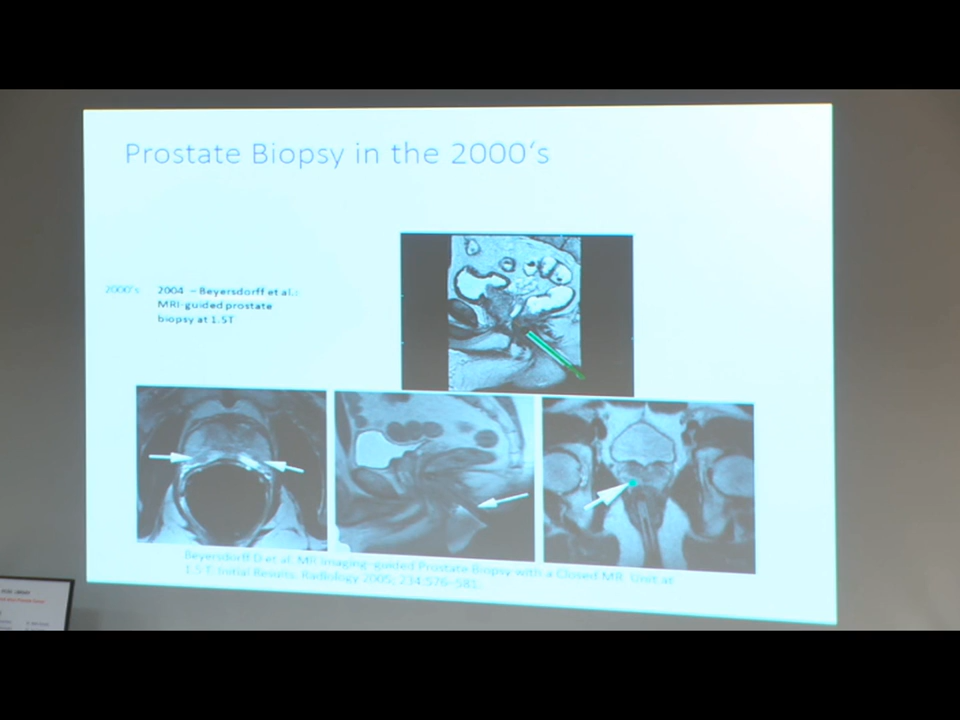 Prostate Biopsy in the 2000's
2000's
2004 – Beyersdorff et al.:
MRI-guided prostate
biopsy at 1.5T
Beyersdorff D et al. MR imaging-guided Prostate Biopsy with a Closed MR Unit at
1.5 T: Initial Results. Radiology 2005; 234:576–581.